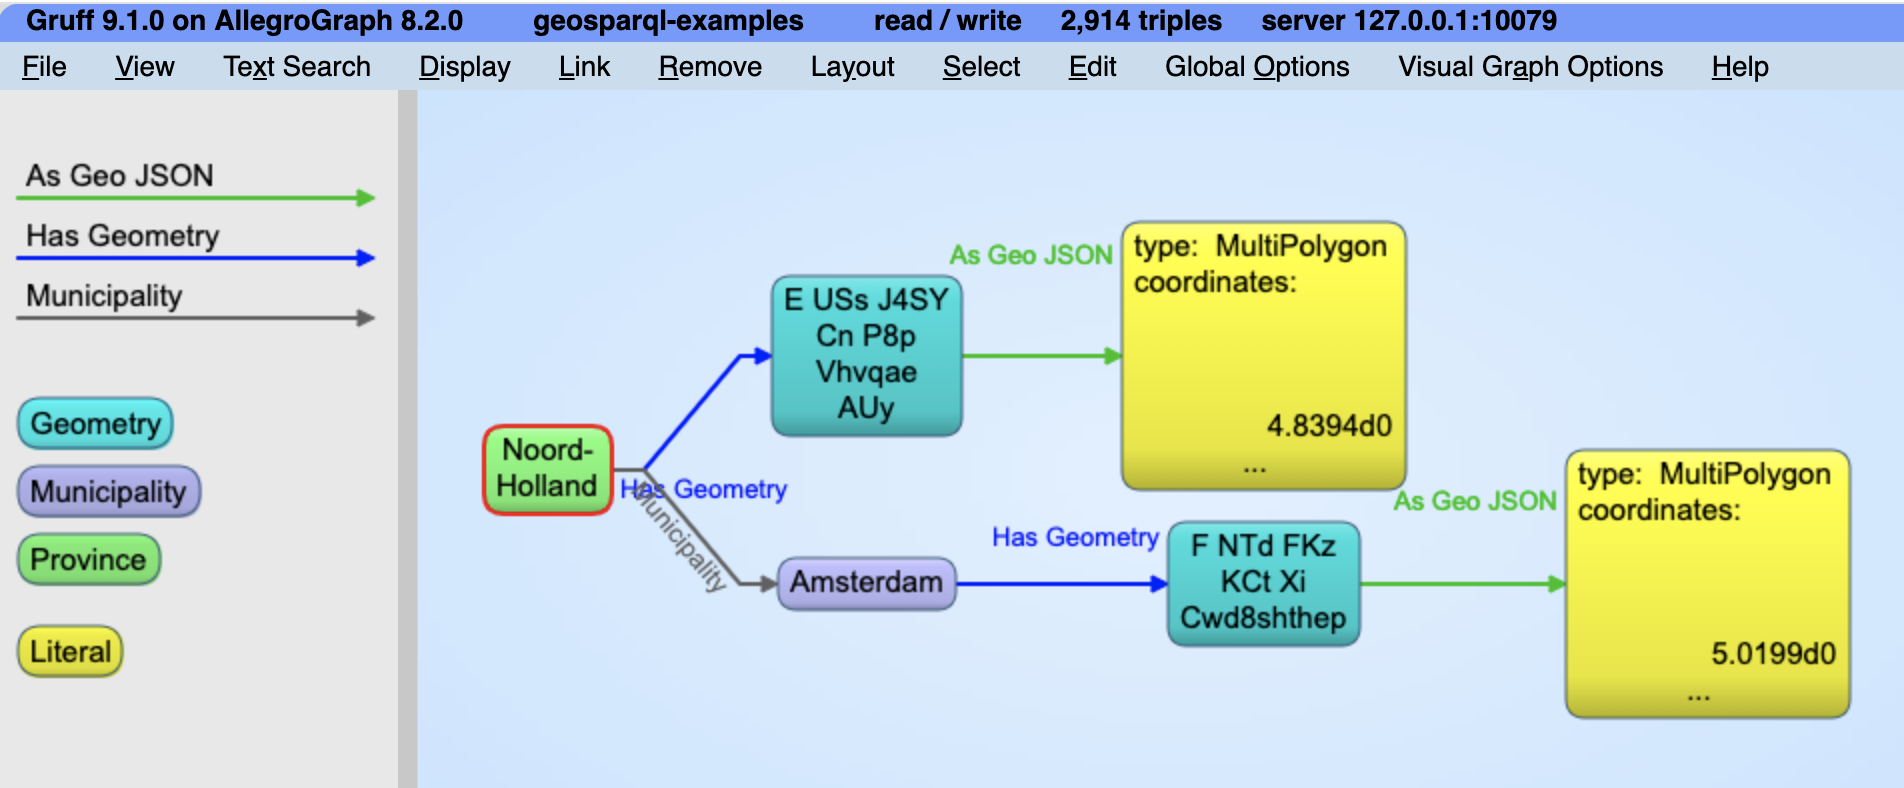 Gruff 9.1.0 on AllegroGraph 8.2.0 geosparql-examples read / write 2,914 triples server 127.0.0.1:10079
File View Text Search Display Link Remove Layout Select Edit Global Options Visual Graph Options Help
As Geo JSON
Has Geometry
Municipality
Geometry
Municipality
Province
Literal
Noord-
Holland
Has Geometry
Municipality
E USs J4SY
Cn P8p
Vhvqae
AUy
As Geo JSON
type: MultiPolygon
coordinates:
4.8394d0
...
Amsterdam
Has Geometry
F NTd FKz
KCt Xi
Cwd8shthep
As Geo JSON
type: MultiPolygon
coordinates:
5.0199d0
...